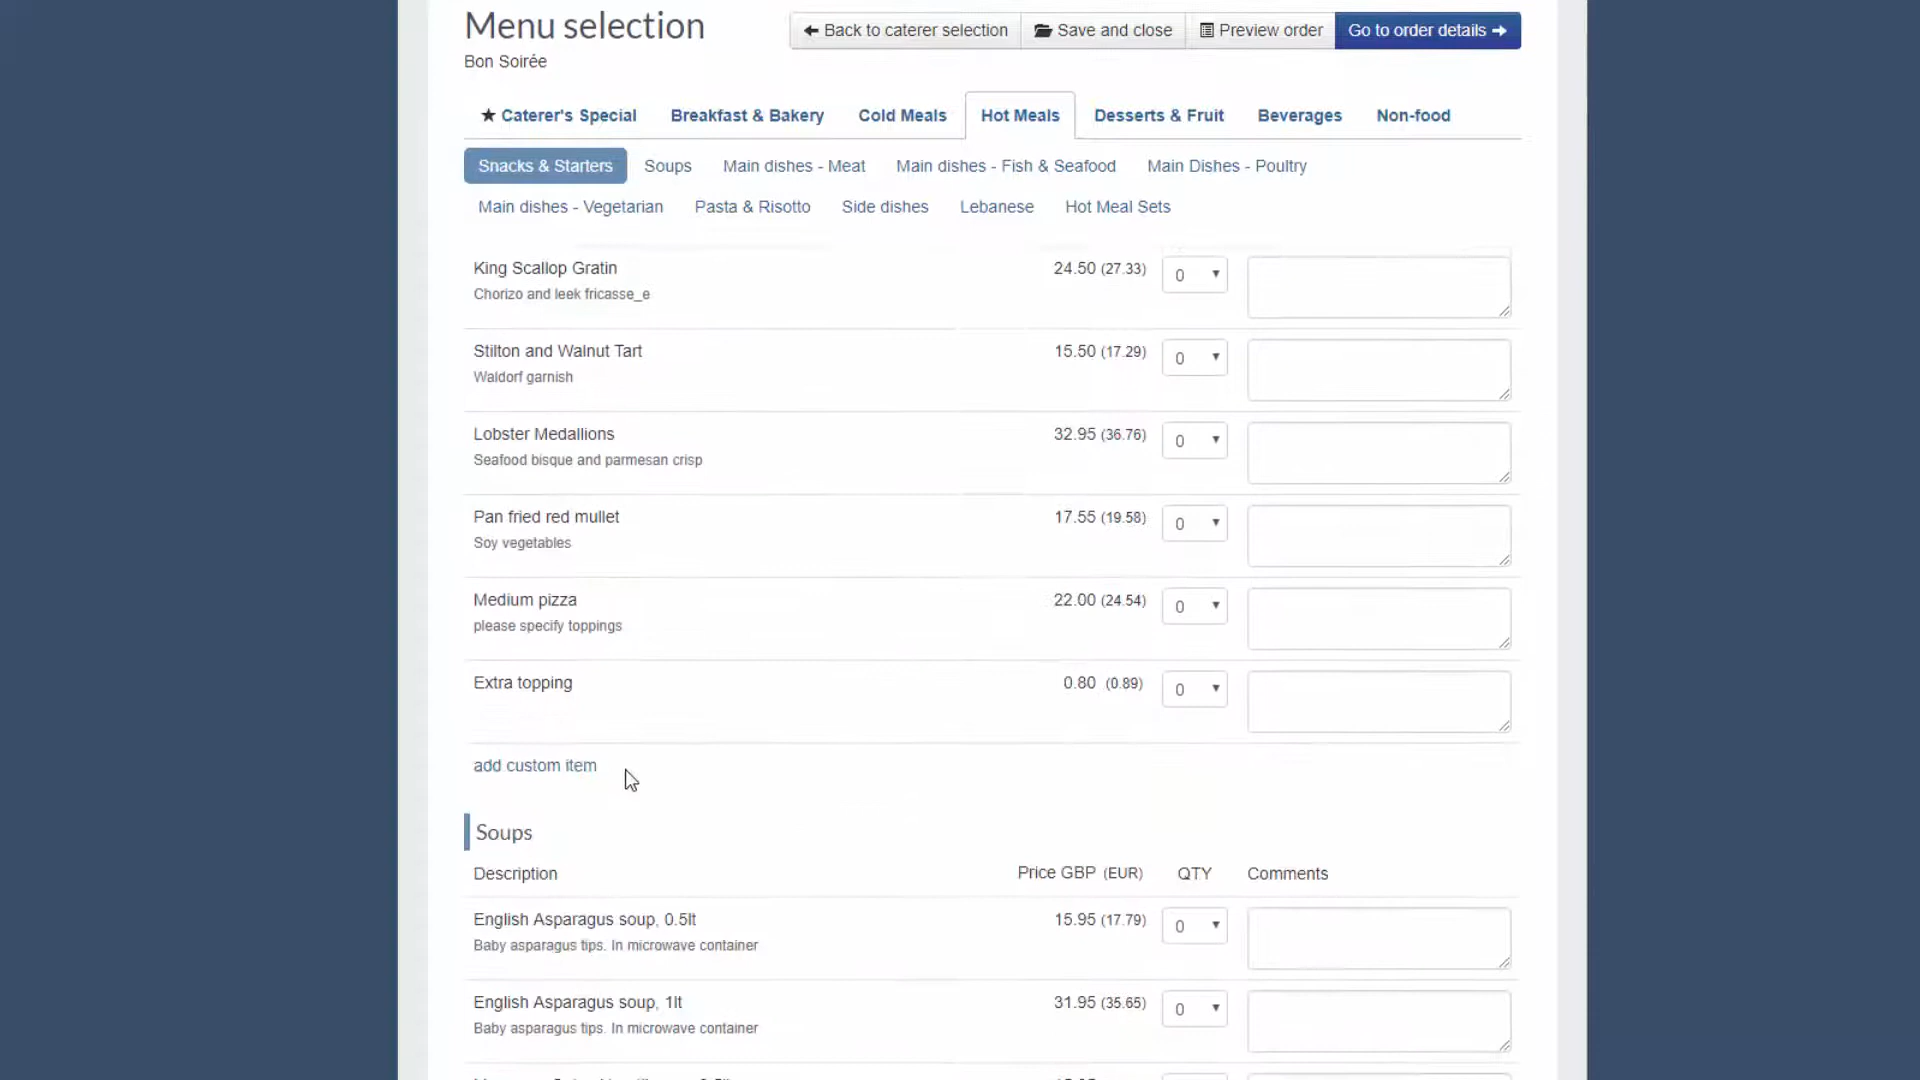 Menu selection
Back to caterer selection
Save and close
Preview order
Go to order details
Bon Soirée
★ Caterer's Special
Breakfast & Bakery
Cold Meals
Hot Meals
Desserts & Fruit
Beverages
Non-food
Snacks & Starters
Soups
Main dishes - Meat
Main dishes - Fish & Seafood
Main Dishes - Poultry
Main dishes - Vegetarian
Pasta & Risotto
Side dishes
Lebanese
Hot Meal Sets
King Scallop Gratin 24.50 (27.33) 0
Chorizo and leek fricasse_e
Stilton and Walnut Tart 15.50 (17.29) 0
Waldorf garnish
Lobster Medallions 32.95 (36.76) 0
Seafood bisque and parmesan crisp
Pan fried red mullet 17.55 (19.58) 0
Soy vegetables
Medium pizza 22.00 (24.54) 0
please specify toppings
Extra topping 0.80 (0.89) 0
add custom item
Soups
Description Price GBP (EUR) QTY Comments
English Asparagus soup, 0.5lt 15.95 (17.79) 0
Baby asparagus tips. In microwave container
English Asparagus soup, 1lt 31.95 (35.65) 0
Baby asparagus tips. In microwave container